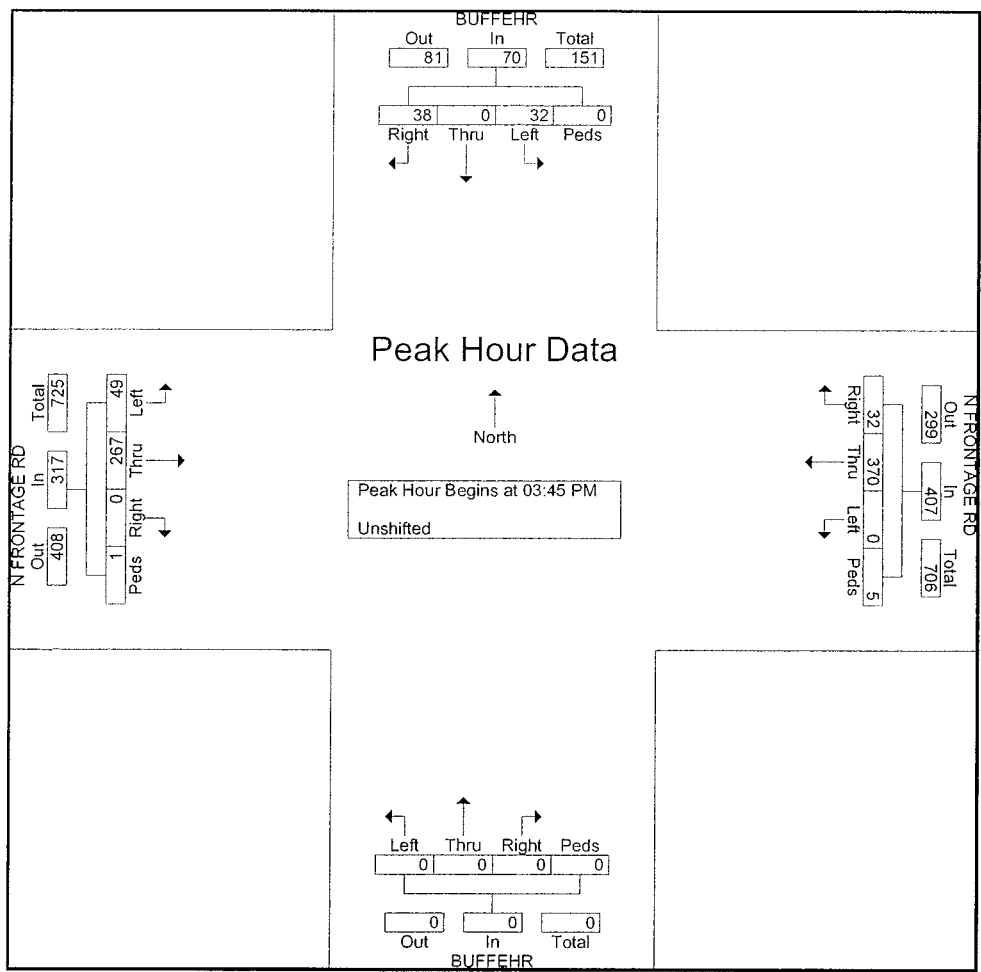 BUFFEHR
Out In Total
81 70 151
38 0 32 0
Right Thru Left Peds
Peak Hour Data
North
Peak Hour Begins at 03:45 PM
Unshifted
N FRONTAGE RD
Out In Total
408 317 725
Left Thru Right Peds
49 267 0 1
N FRONTAGE RD
Out In Total
299 407 706
Right Thru Left Peds
32 370 0 5
Left Thru Right Peds
0 0 0 0
0 0 0
Out In Total
BUFFEHR